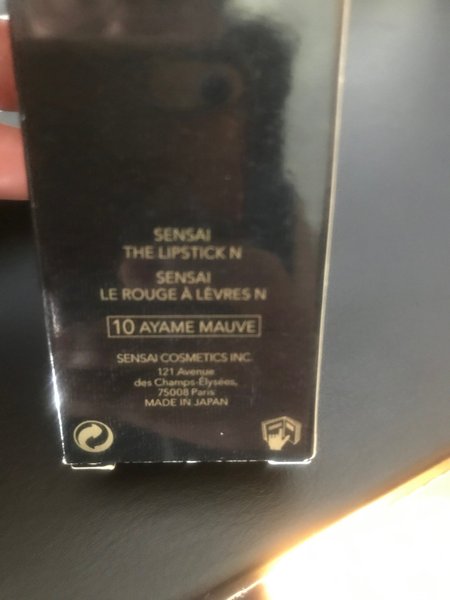 SENSAI
THE LIPSTICK N
SENSAI
LE ROUGE À LÈVRES N
10 AYAME MAUVE
SENSAI COSMETICS INC.
121 Avenue
des Champs-Élysées,
75008 Paris
MADE IN JAPAN